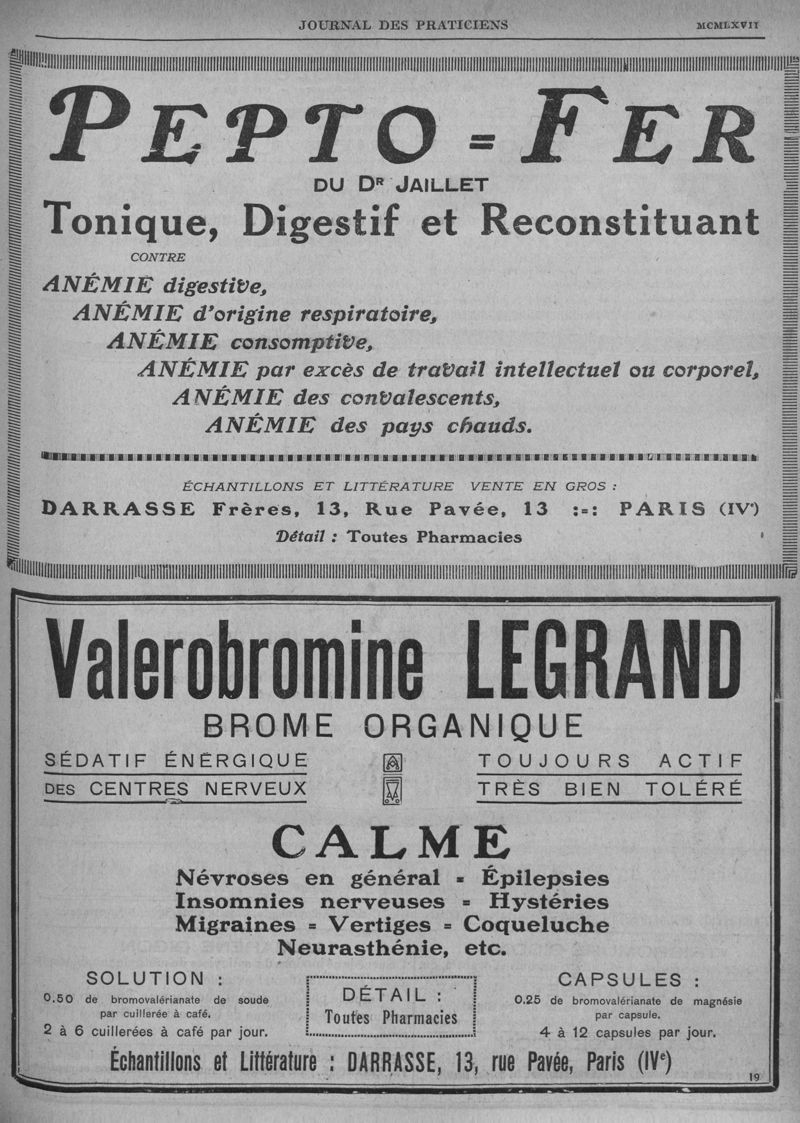 JOURNAL DES PRATICIENS MCMLXVII
PEPTO=FER
DU DR JAILLET
Tonique, Digestif et Reconstituant
CONTRE
ANÉMIE digestive,
ANÉMIE d'origine respiratoire,
ANÉMIE consomptive,
ANÉMIE par excès de travail intellectuel ou corporel,
ANÉMIE des convalescents,
ANÉMIE des pays chauds.
ÉCHANTILLONS ET LITTÉRATURE VENTE EN GROS :
DARRASSE Frères, 13, Rue Pavée, 13 :=: PARIS (IVe)
Détail : Toutes Pharmacies
Valerobromine LEGRAND
BROME ORGANIQUE
SÉDATIF ÉNERGIQUE
DES CENTRES NERVEUX
TOUJOURS ACTIF
TRÈS BIEN TOLÉRÉ
CALME
Névroses en général = Épilepsies
Insomnies nerveuses = Hystéries
Migraines = Vertiges = Coqueluche
Neurasthénie, etc.
SOLUTION :
0.50 de bromovalérianate de soude
par cuillerée à café.
2 à 6 cuillerées à café par jour.
DÉTAIL :
Toutes Pharmacies
CAPSULES :
0.25 de bromovalérianate de magnésie
par capsule.
4 à 12 capsules par jour.
Échantillons et Littérature : DARRASSE, 13, rue Pavée, Paris (IVe)
19